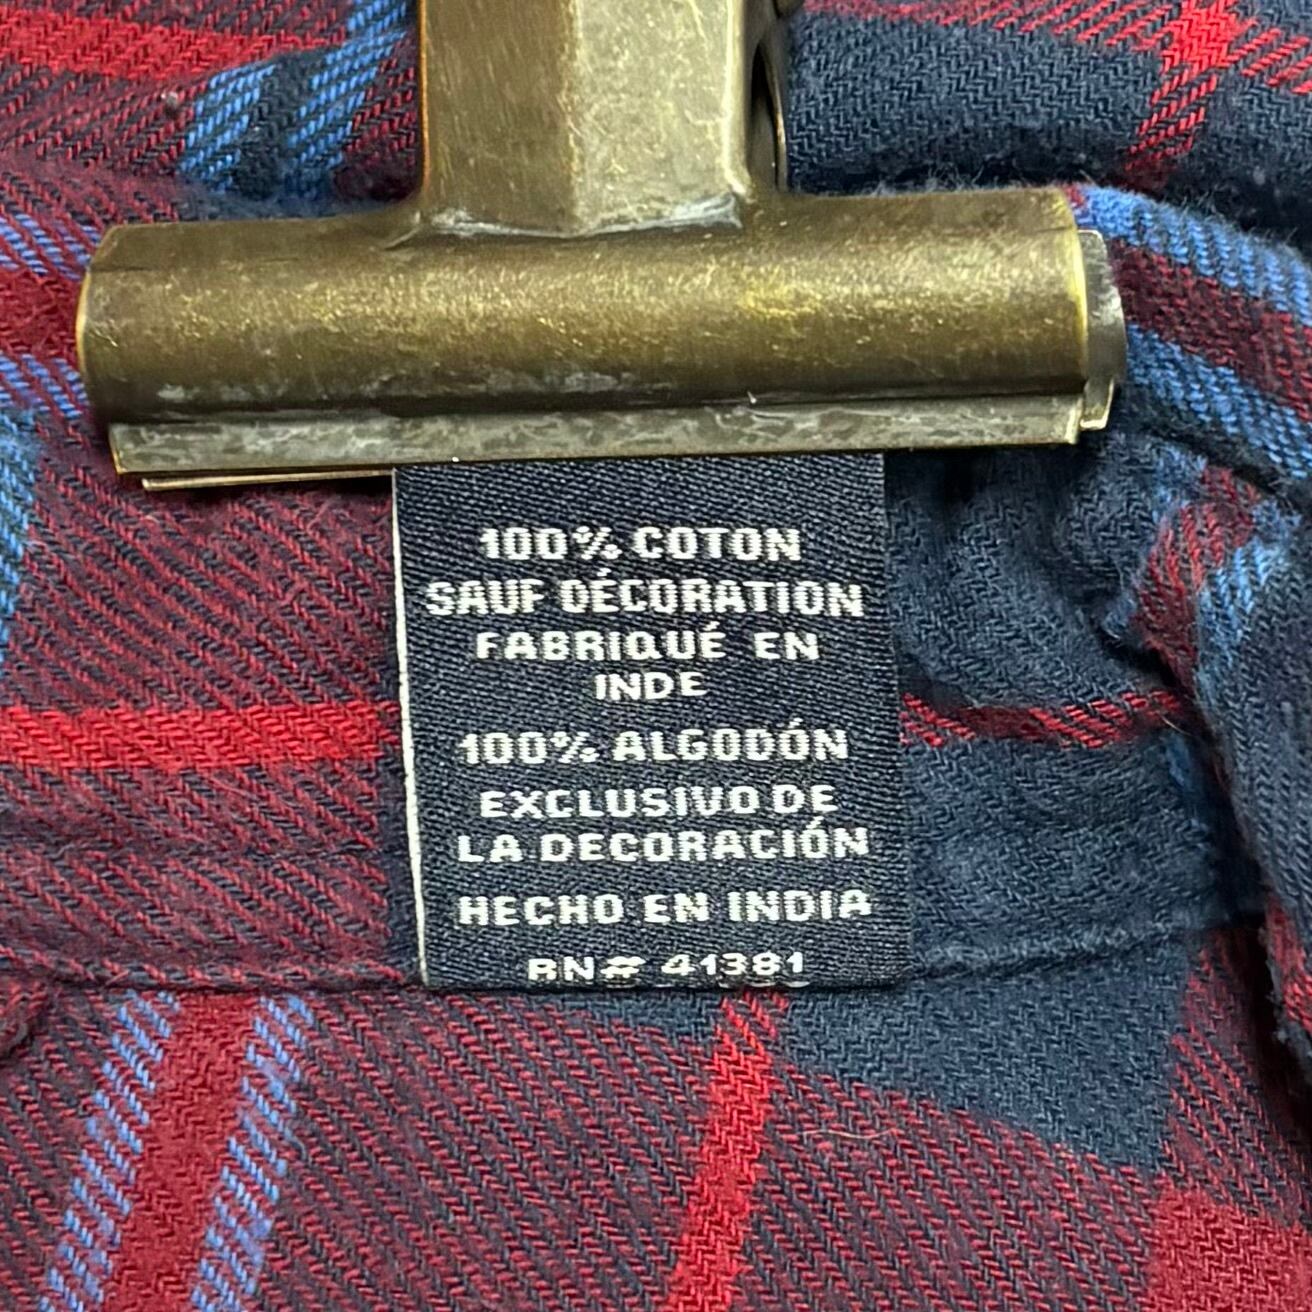 100% COTON
SAUF DÉCORATION
FABRIQUÉ EN
INDE
100% ALGODÓN
EXCLUSIVO DE
LA DECORACIÓN
HECHO EN INDIA
RN# 41381